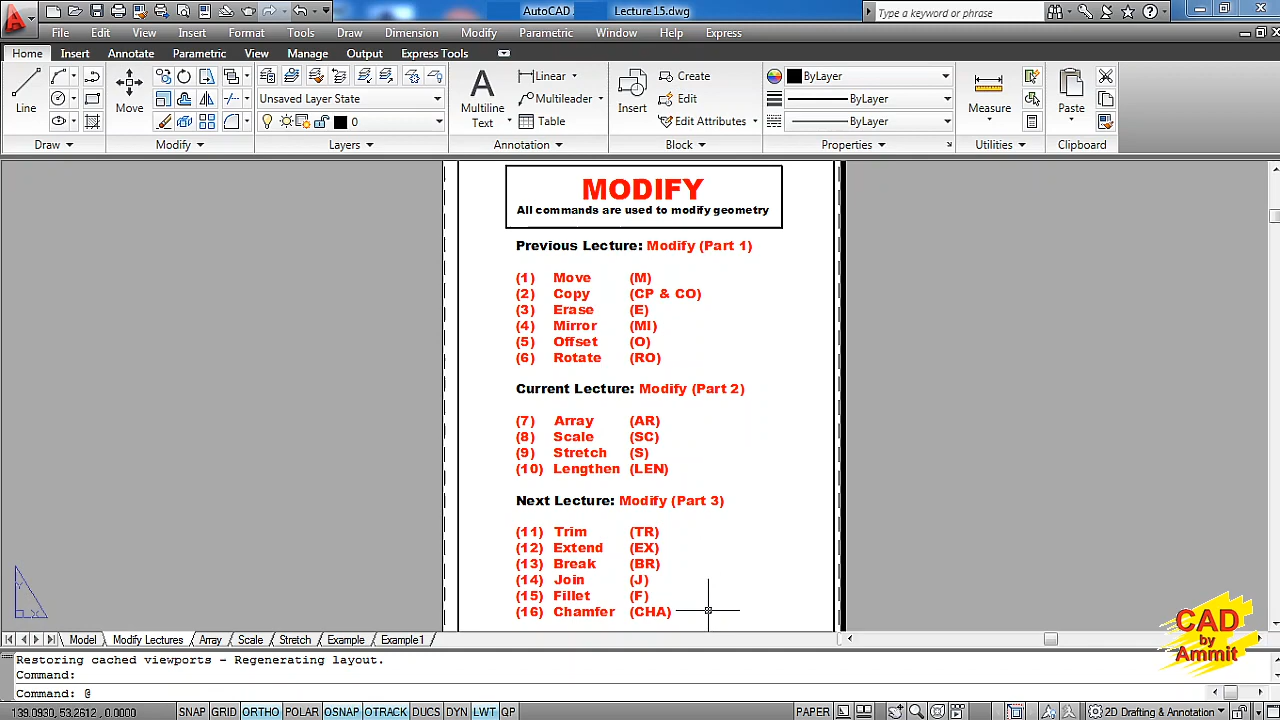 AutoCAD Lecture 15.dwg Type a keyword or phrase
File Edit View Insert Format Tools Draw Dimension Modify Parametric Window Help Express
Home Insert Annotate Parametric View Manage Output Express Tools
Line Move Unsaved Layer State 0 Multiline Text Linear Multileader Table Insert Create Edit Edit Attributes ByLayer ByLayer ByLayer Measure Paste
Draw Modify Layers Annotation Block Properties Utilities Clipboard
MODIFY
All commands are used to modify geometry
Previous Lecture: Modify (Part 1)
(1) Move (M)
(2) Copy (CP & CO)
(3) Erase (E)
(4) Mirror (MI)
(5) Offset (O)
(6) Rotate (RO)
Current Lecture: Modify (Part 2)
(7) Array (AR)
(8) Scale (SC)
(9) Stretch (S)
(10) Lengthen (LEN)
Next Lecture: Modify (Part 3)
(11) Trim (TR)
(12) Extend (EX)
(13) Break (BR)
(14) Join (J)
(15) Fillet (F)
(16) Chamfer (CHA)
CAD
by
Ammit
Model Modify Lectures Array Scale Stretch Example Example1
Restoring cached viewports - Regenerating layout.
Command:
Command: @
139.0930, 53.2612, 0.0000 SNAP GRID ORTHO POLAR OSNAP OTRACK DUCS DYN LWT QP PAPER 2D Drafting & Annotation